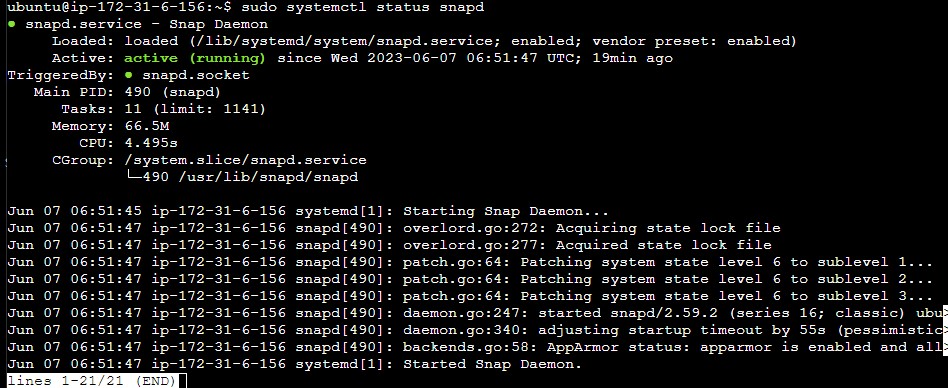 ubuntu@ip-172-31-6-156:~$ sudo systemctl status snapd
● snapd.service - Snap Daemon
     Loaded: loaded (/lib/systemd/system/snapd.service; enabled; vendor preset: enabled)
     Active: active (running) since Wed 2023-06-07 06:51:47 UTC; 19min ago
TriggeredBy: ● snapd.socket
   Main PID: 490 (snapd)
      Tasks: 11 (limit: 1141)
     Memory: 66.5M
        CPU: 4.495s
     CGroup: /system.slice/snapd.service
             └─490 /usr/lib/snapd/snapd

Jun 07 06:51:45 ip-172-31-6-156 systemd[1]: Starting Snap Daemon...
Jun 07 06:51:47 ip-172-31-6-156 snapd[490]: overlord.go:272: Acquiring state lock file
Jun 07 06:51:47 ip-172-31-6-156 snapd[490]: overlord.go:277: Acquired state lock file
Jun 07 06:51:47 ip-172-31-6-156 snapd[490]: patch.go:64: Patching system state level 6 to sublevel 1...
Jun 07 06:51:47 ip-172-31-6-156 snapd[490]: patch.go:64: Patching system state level 6 to sublevel 2...
Jun 07 06:51:47 ip-172-31-6-156 snapd[490]: patch.go:64: Patching system state level 6 to sublevel 3...
Jun 07 06:51:47 ip-172-31-6-156 snapd[490]: daemon.go:247: started snapd/2.59.2 (series 16; classic) ubu>
Jun 07 06:51:47 ip-172-31-6-156 snapd[490]: daemon.go:340: adjusting startup timeout by 55s (pessimistic>
Jun 07 06:51:47 ip-172-31-6-156 snapd[490]: backends.go:58: AppArmor status: apparmor is enabled and all>
Jun 07 06:51:47 ip-172-31-6-156 systemd[1]: Started Snap Daemon.
lines 1-21/21 (END)